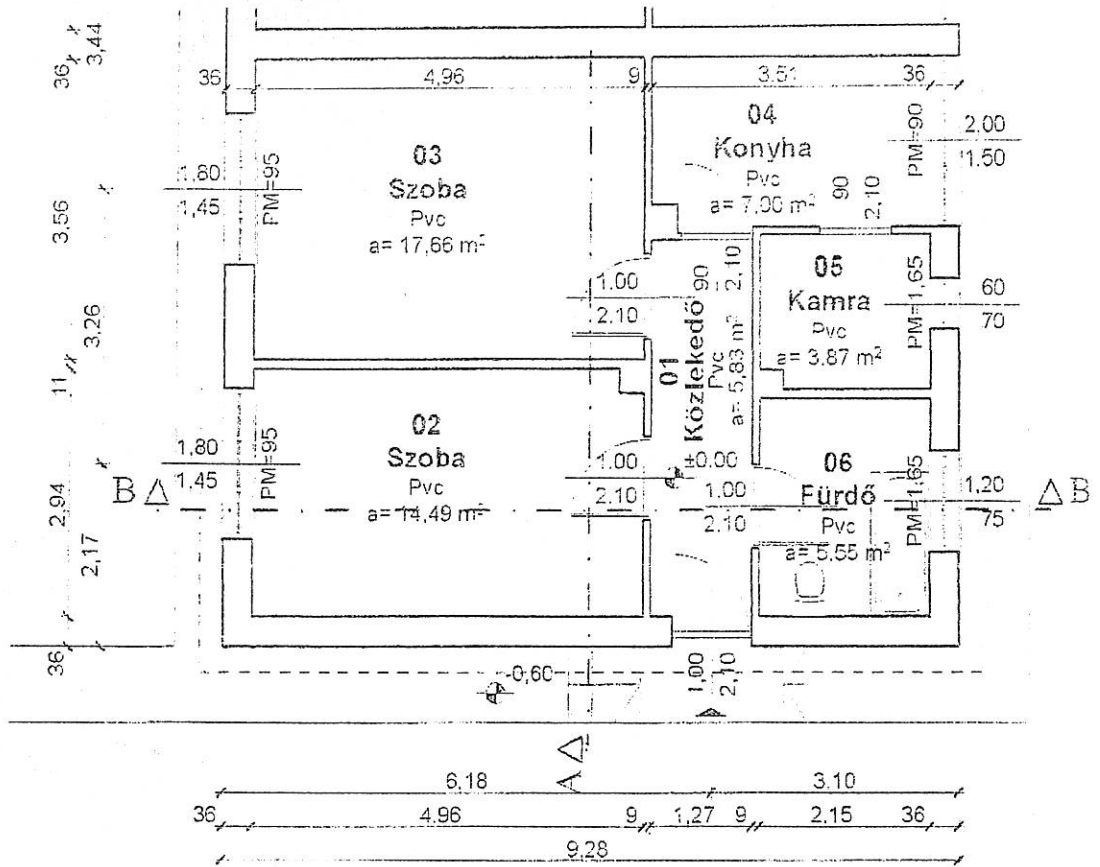 36
3,44
36
4,96
9
3.51
36
03
Szoba
Pvc
a= 17,66 m²
04
Konyha
Pvc
a= 7,00 m²
PM=90
2.00
1.50
90
2,10
1,80
1,45
PM=95
3,56
3.26
11
1.00
2.10
90
2,10
01
Közlekedő
Pvc
a= 5,83 m²
05
Kamra
Pvc
a= 3.87 m²
PM=1,65
60
70
02
Szoba
Pvc
a= 14,49 m²
1,80
1,45
PM=95
B
2,94
2,17
1.00
2.10
±0.00
1.00
2.10
06
Fürdő
Pvc
a= 5,55 m²
PM=1,65
1,20
75
B
36
-0,60
1,00
2,10
A
6,18
3.10
36
4.96
9
1,27
9
2.15
36
9,28